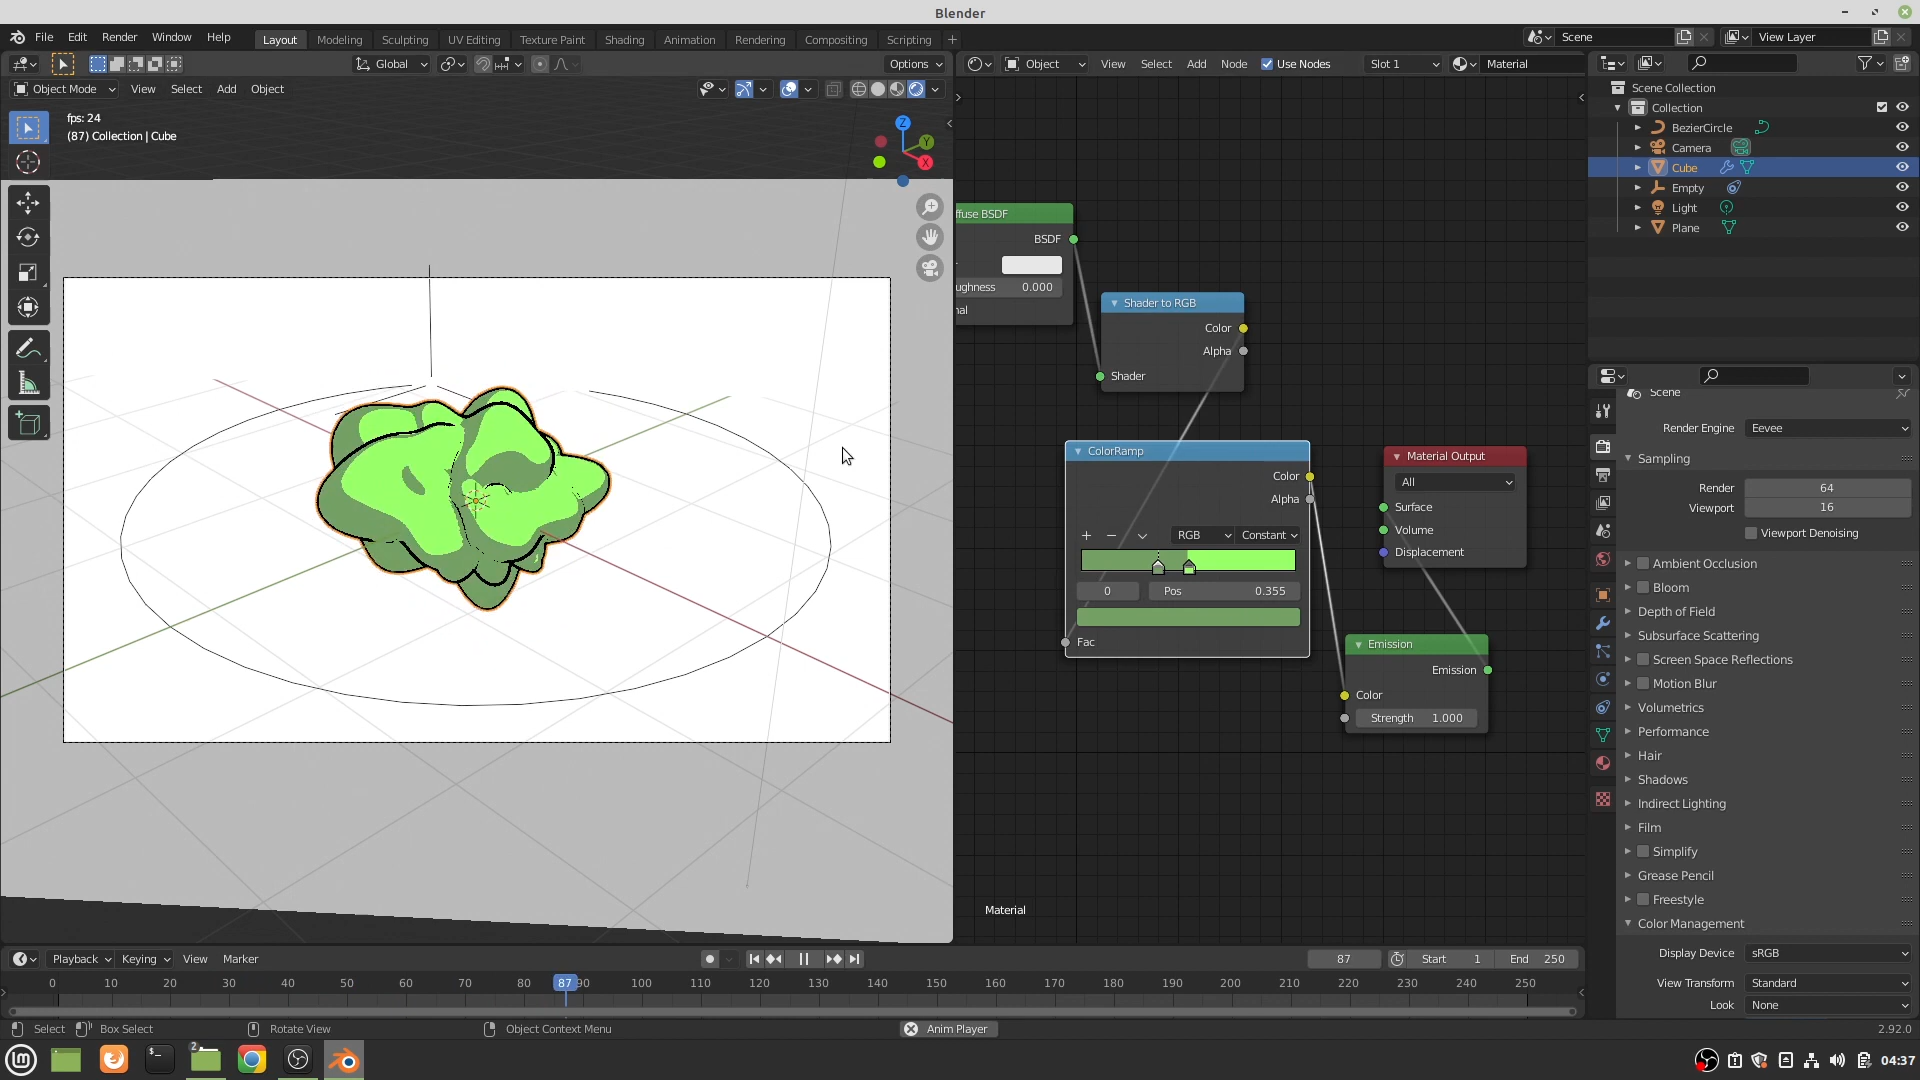 Blender
File Edit Render Window Help
Layout Modeling Sculpting UV Editing Texture Paint Shading Animation Rendering Compositing Scripting +
Scene
View Layer
Global
Options
Object
View Select Add Node Use Nodes Slot 1 Material
Object Mode View Select Add Object
fps: 24
(87) Collection | Cube
Z
Y
X
Scene Collection
Collection
BezierCircle
Camera
Cube
Empty
Light
Plane
ffuse BSDF
BSDF
ughness 0.000
nal
Shader to RGB
Color
Alpha
Shader
ColorRamp
Color
Alpha
RGB Constant
0 Pos 0.355
Fac
Material Output
All
Surface
Volume
Displacement
Emission
Emission
Color
Strength 1.000
Material
Scene
Render Engine Eevee
Sampling
Render 64
Viewport 16
Viewport Denoising
Ambient Occlusion
Bloom
Depth of Field
Subsurface Scattering
Screen Space Reflections
Motion Blur
Volumetrics
Performance
Hair
Shadows
Indirect Lighting
Film
Simplify
Grease Pencil
Freestyle
Color Management
Display Device sRGB
View Transform Standard
Look None
Playback Keying View Marker
87 Start 1 End 250
0 10 20 30 40 50 60 70 80 87 90 100 110 120 130 140 150 160 170 180 190 200 210 220 230 240 250
Select Box Select Rotate View Object Context Menu Anim Player 2.92.0
2
04:37